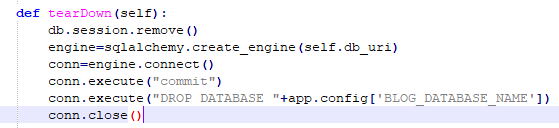 def tearDown(self):
db.session.remove()
engine=sqlalchemy.create_engine(self.db_uri)
conn=engine.connect()
conn.execute("commit")
conn.execute("DROP DATABASE "+app.config['BLOG_DATABASE_NAME'])
conn.close()